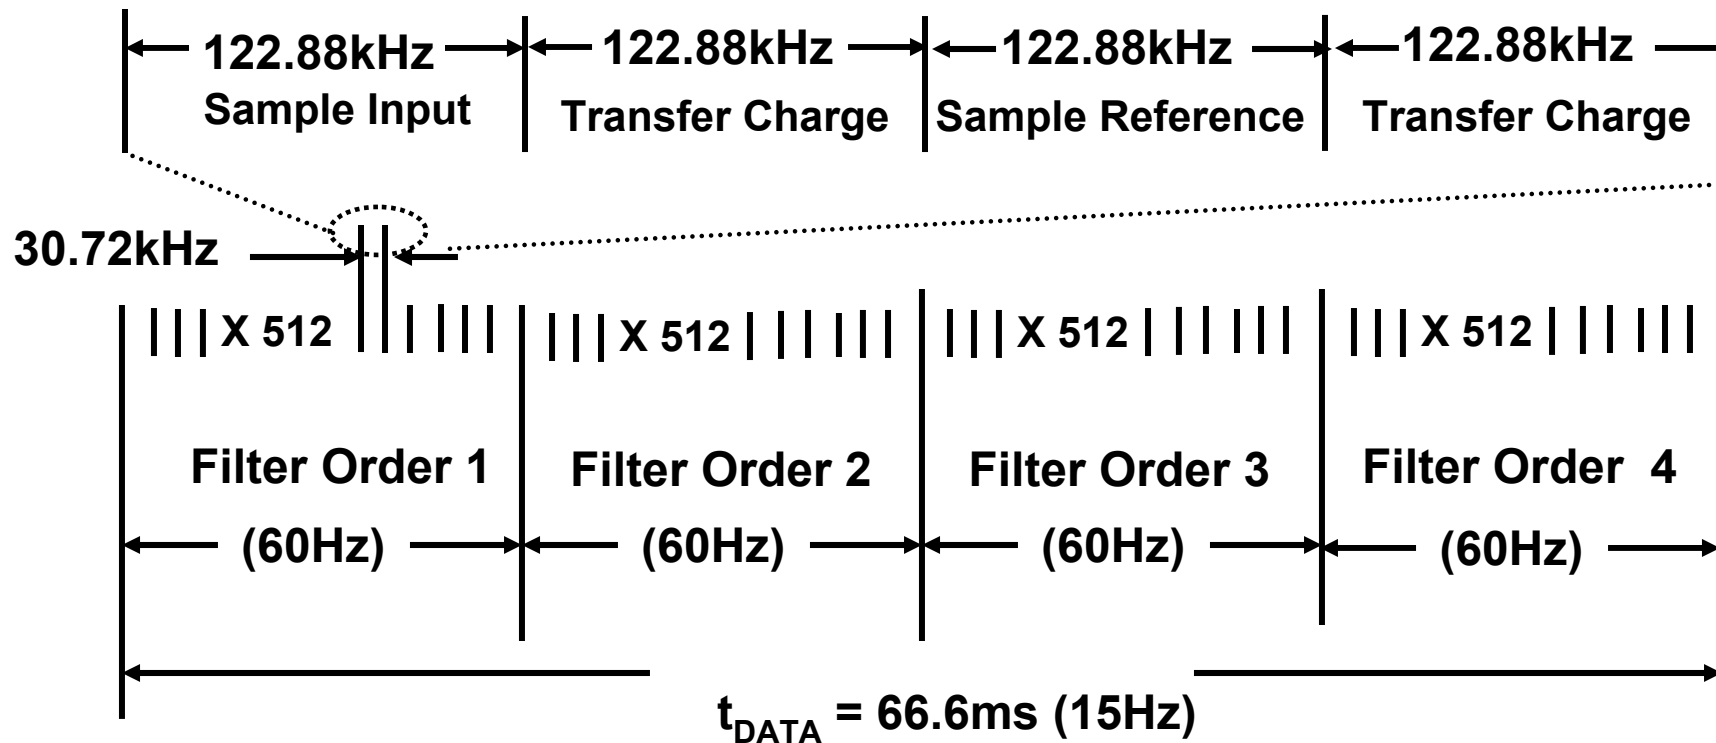 122.88kHz 122.88kHz 122.88kHz 122.88kHz
Sample Input Transfer Charge Sample Reference Transfer Charge
30.72kHz
X 512 X 512 X 512 X 512
Filter Order 1 Filter Order 2 Filter Order 3 Filter Order 4
(60Hz) (60Hz) (60Hz) (60Hz)
tDATA = 66.6ms (15Hz)